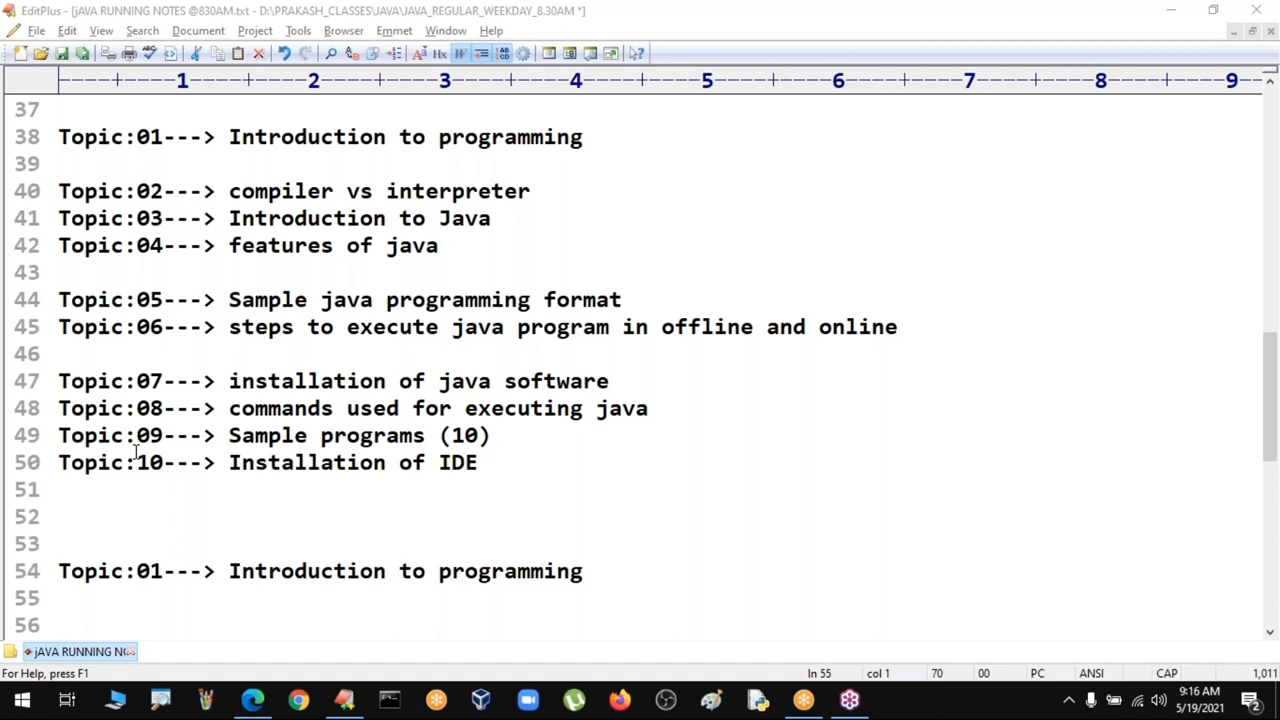 EditPlus - [jAVA RUNNING NOTES @830AM.txt - D:\PRAKASH_CLASSES\JAVA\JAVA_REGULAR_WEEKDAY_8.30AM *]
File Edit View Search Document Project Tools Browser Emmet Window Help
----+----1----+----2----+----3----+----4----+----5----+----6----+----7----+----8----+----9--
37
38 Topic:01---> Introduction to programming
39
40 Topic:02---> compiler vs interpreter
41 Topic:03---> Introduction to Java
42 Topic:04---> features of java
43
44 Topic:05---> Sample java programming format
45 Topic:06---> steps to execute java program in offline and online
46
47 Topic:07---> installation of java software
48 Topic:08---> commands used for executing java
49 Topic:09---> Sample programs (10)
50 Topic:10---> Installation of IDE
51
52
53
54 Topic:01---> Introduction to programming
55
56
jAVA RUNNING NO
For Help, press F1 ln 55 col 1 70 00 PC ANSI CAP 1,011
9:16 AM
5/19/2021 2